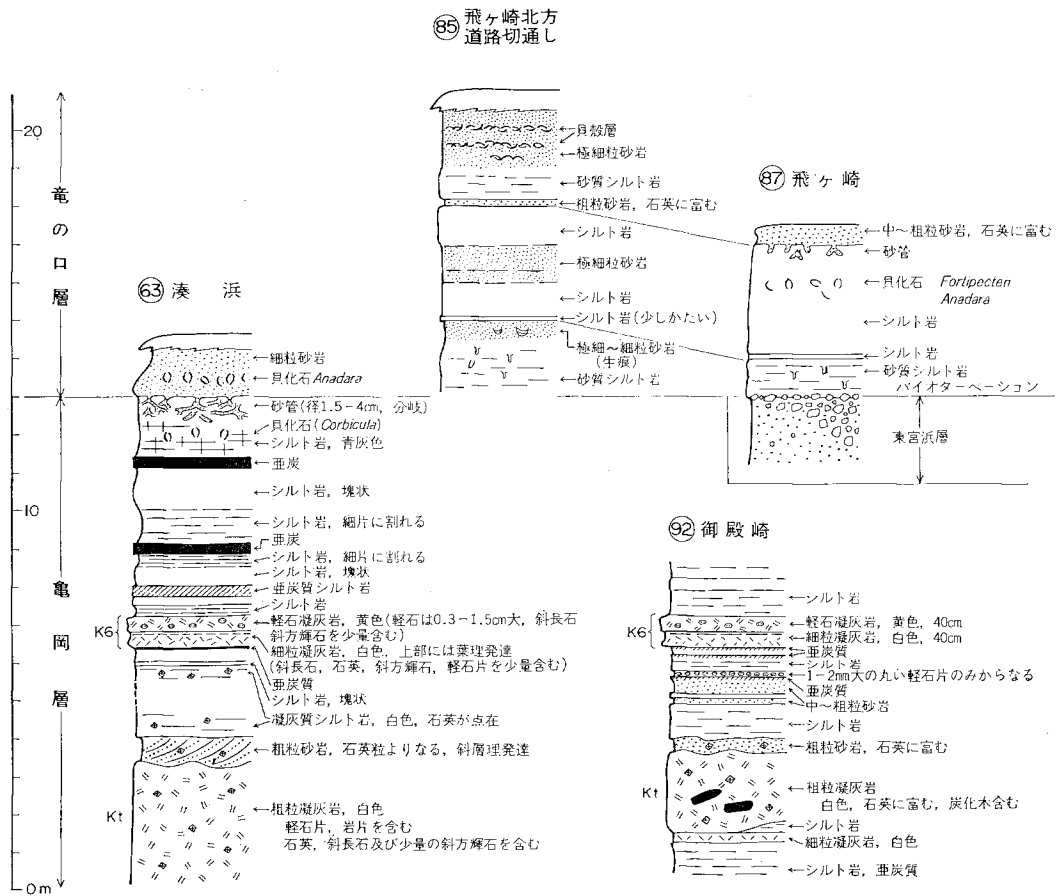 85 飛ヶ崎北方
道路切通し
20
10
0m
竜の口層
亀岡層
←貝殻層
←極細粒砂岩
←砂質シルト岩
←粗粒砂岩，石英に富む
←シルト岩
←極細粒砂岩
←シルト岩
←シルト岩(少しかたい)
極細～細粒砂岩
(生痕)
←砂質シルト岩
87 飛ヶ崎
←中～粗粒砂岩，石英に富む
←砂管
←貝化石 Fortipecten
Anadara
←シルト岩
←シルト岩
←砂質シルト岩
バイオターベーション
東宮浜層
63 湊 浜
←細粒砂岩
←貝化石Anadara
←砂管(径1.5-4cm，分岐)
貝化石(Corbicula)
←シルト岩，青灰色
←亜炭
←シルト岩，塊状
←シルト岩，細片に割れる
亜炭
←シルト岩，細片に割れる
←シルト岩，塊状
←亜炭質シルト岩
←シルト岩
K6
←軽石凝灰岩，黄色(軽石は0.3-1.5cm大，斜長石
斜方輝石を少量含む)
細粒凝灰岩，白色，上部には葉理発達
(斜長石，石英，斜方輝石，軽石片を少量含む)
亜炭質
シルト岩，塊状
←凝灰質シルト岩，白色，石英が点在
←粗粒砂岩，石英粒よりなる，斜層理発達
Kt
←粗粒凝灰岩，白色
軽石片，岩片を含む
石英，斜長石及び少量の斜方輝石を含む
92 御殿崎
←シルト岩
K6
←軽石凝灰岩，黄色，40cm
←細粒凝灰岩，白色，40cm
←亜炭質
←シルト岩
←1-2mm大の丸い軽石片のみからなる
亜炭質
中～粗粒砂岩
←シルト岩
←粗粒砂岩，石英に富む
Kt
←粗粒凝灰岩
白色，石英に富む，炭化木含む
←シルト岩
←細粒凝灰岩，白色
←シルト岩，亜炭質